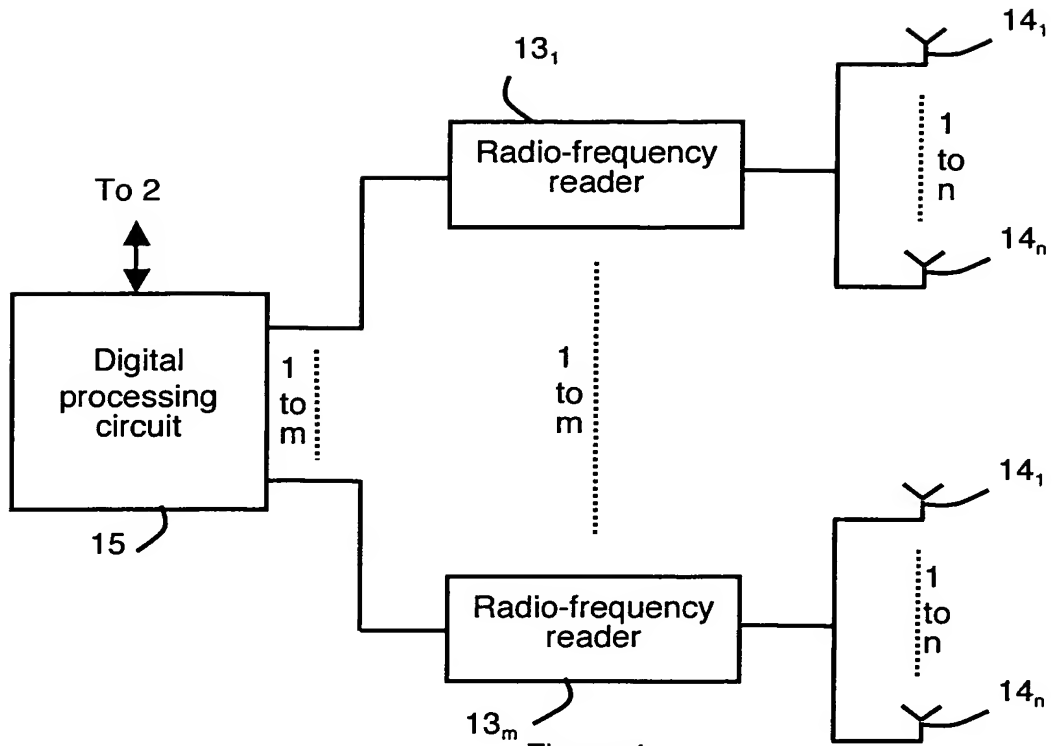 14₁
13₁
Radio-frequency
reader
1
to
n
To 2
14ₙ
Digital
processing
circuit
1
to
m
1
to
m
15
14₁
Radio-frequency
reader
1
to
n
13ₘ
14ₙ